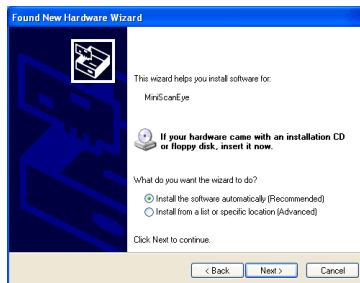 Found New Hardware Wizard
This wizard helps you install software for:
MiniScanEye
If your hardware came with an installation CD
or floppy disk, insert it now.
What do you want the wizard to do?
Install the software automatically (Recommended)
Install from a list or specific location (Advanced)
Click Next to continue.
< Back
Next >
Cancel